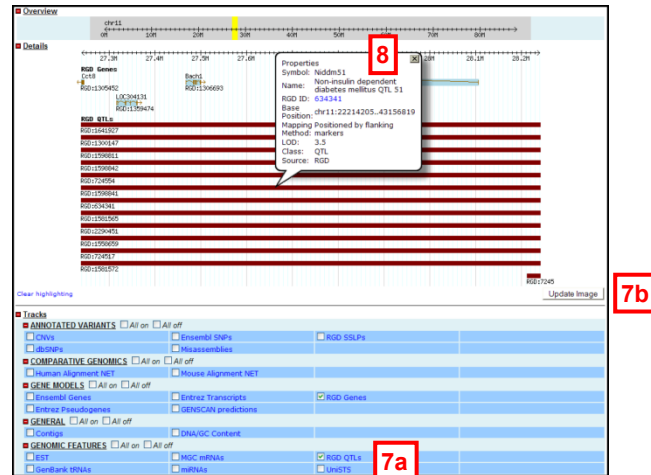 Overview
chr11
0M 10M 20M 30M 40M 50M 60M 70M 80M
Details
27.3M 27.4M 27.5M 27.6M 28M 28.1M 28.2M
RGD Genes
Cct8 Bach1
RGD:1305452 RGD:1306693
LOC304131
RGD:1359474
RGD QTLs
RGD:1641927
RGD:1300147
RGD:1598811
RGD:1598842
RGD:724554
RGD:1598841
RGD:634341
RGD:1581565
RGD:2290451
RGD:1558659
RGD:724517
RGD:1581572
RGD:7245
8
Properties
Symbol: Niddm51
Name: Non-insulin dependent
diabetes mellitus QTL 51
RGD ID: 634341
Base
Position: chr11:22214205..43156819
Mapping Positioned by flanking
Method: markers
LOD: 3.5
Class: QTL
Source: RGD
Clear highlighting Update Image
7b
Tracks
ANNOTATED VARIANTS All on All off
CNVs Ensembl SNPs RGD SSLPs
dbSNPs Misassemblies
COMPARATIVE GENOMICS All on All off
Human Alignment NET Mouse Alignment NET
GENE MODELS All on All off
Ensembl Genes Entrez Transcripts RGD Genes
Entrez Pseudogenes GENSCAN predictions
GENERAL All on All off
Contigs DNA/GC Content
GENOMIC FEATURES All on All off
EST MGC mRNAs RGD QTLs
GenBank tRNAs miRNAs UniSTS
7a